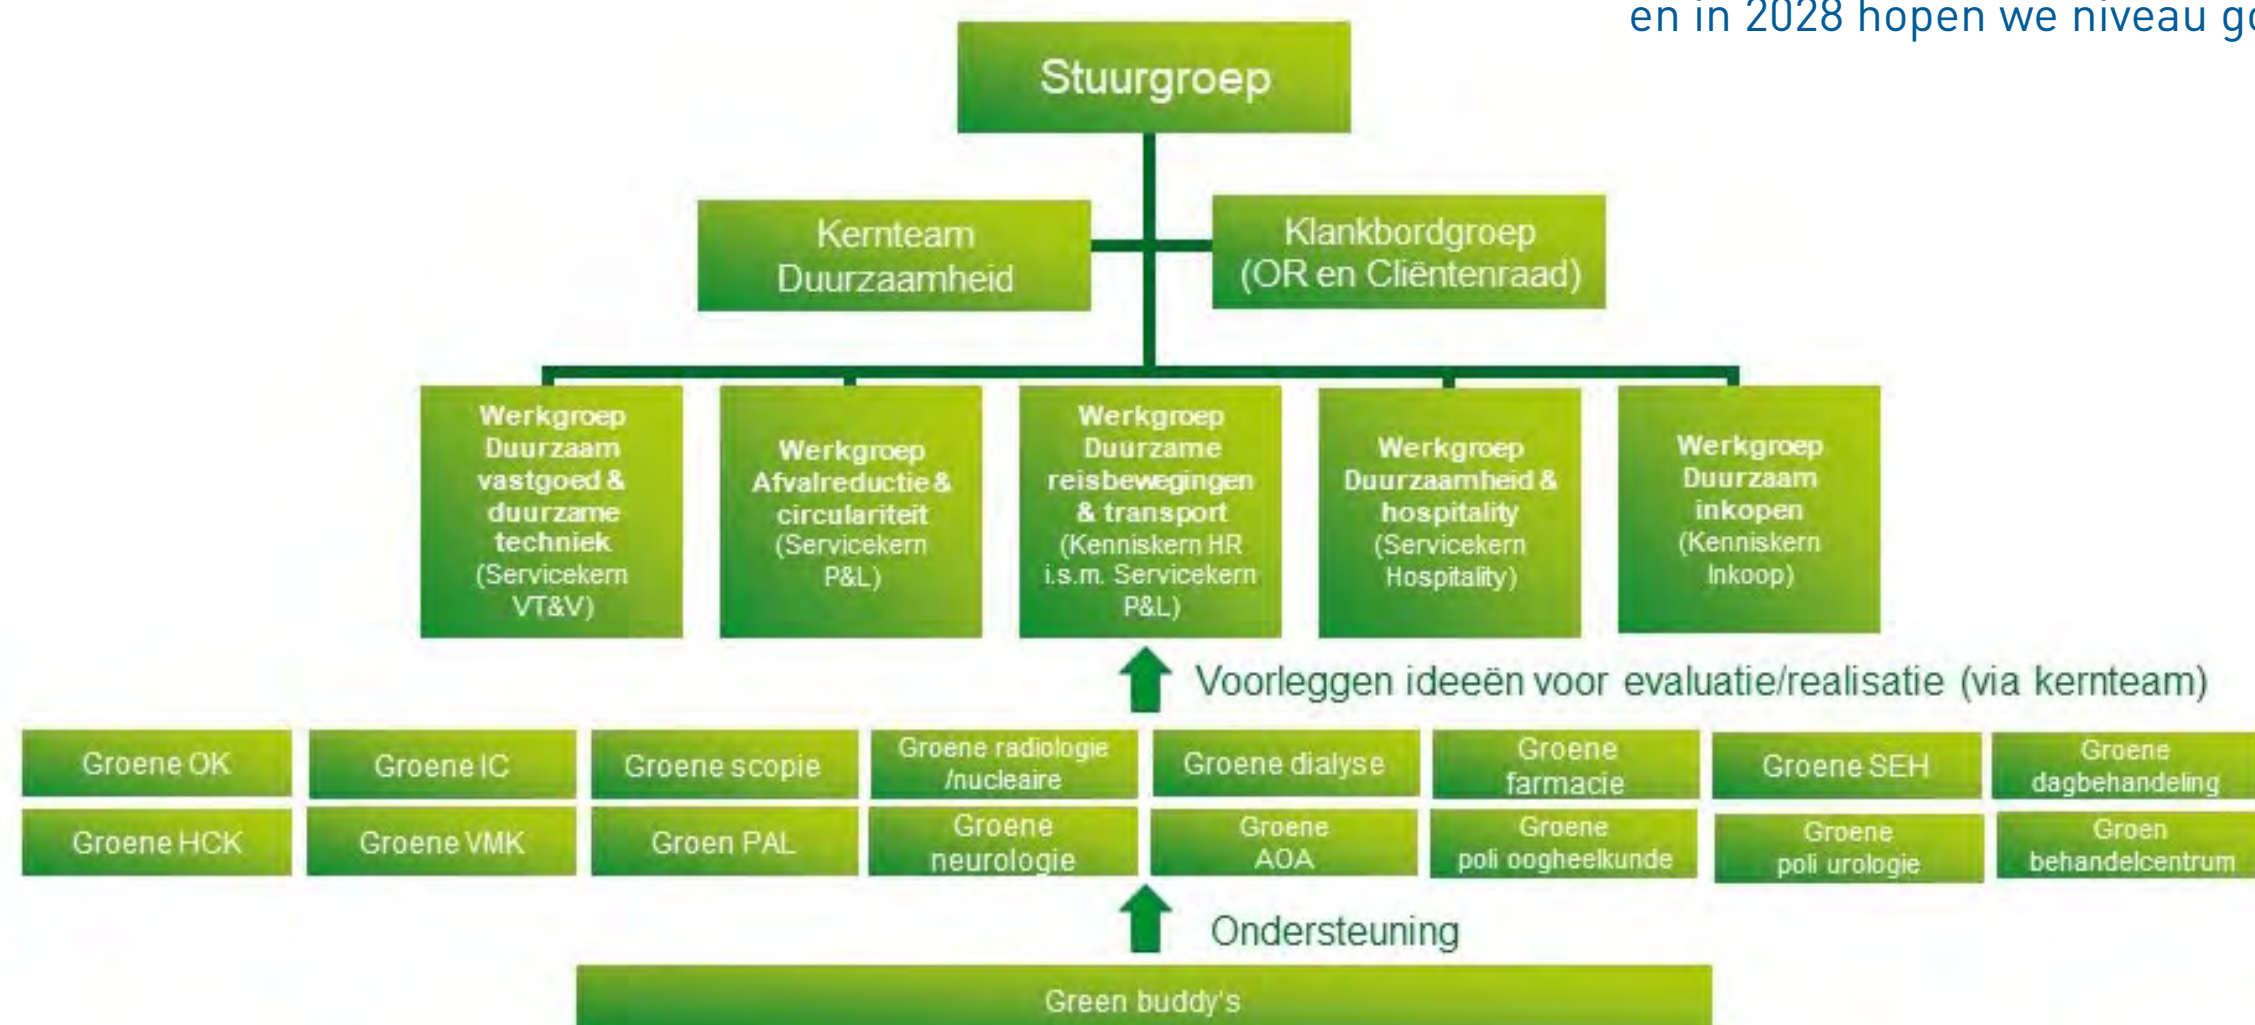 en in 2028 hopen we niveau
Stuurgroep
Kernteam
Duurzaamheid
Klankbordgroep
(OR en Cliëntenraad)
Werkgroep
Duurzaam
vastgoed &
duurzame
techniek
(Servicekern
VT&V)
Werkgroep
Afvalreductie &
circulariteit
(Servicekern
P&L)
Werkgroep
Duurzame
reisbewegingen
& transport
(Kenniskern HR
i.s.m. Servicekern
P&L)
Werkgroep
Duurzaamheid &
hospitality
(Servicekern
Hospitality)
Werkgroep
Duurzaam
inkopen
(Kenniskern
Inkoop)
Voorleggen ideeën voor evaluatie/realisatie (via kernteam)
Groene OK
Groene IC
Groene scopie
Groene radiologie
/nucleaire
Groene dialyse
Groene
farmacie
Groene SEH
Groene
dagbehandeling
Groene HCK
Groene VMK
Groen PAL
Groene
neurologie
Groene
AOA
Groene
poli oogheelkunde
Groene
poli urologie
Groen
behandelcentrum
Ondersteuning
Green buddy's